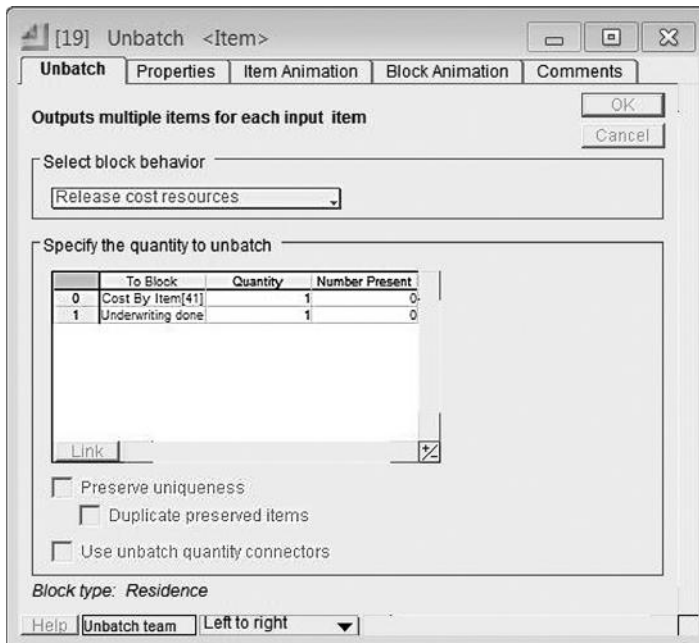 [19] Unbatch <Item>
Unbatch Properties Item Animation Block Animation Comments
Outputs multiple items for each input item
OK
Cancel
Select block behavior
Release cost resources
Specify the quantity to unbatch
To Block Quantity Number Present
0 Cost By Item[41] 1 0
1 Underwriting done 1 0
Link
+/-
Preserve uniqueness
Duplicate preserved items
Use unbatch quantity connectors
Block type: Residence
Help Unbatch team Left to right